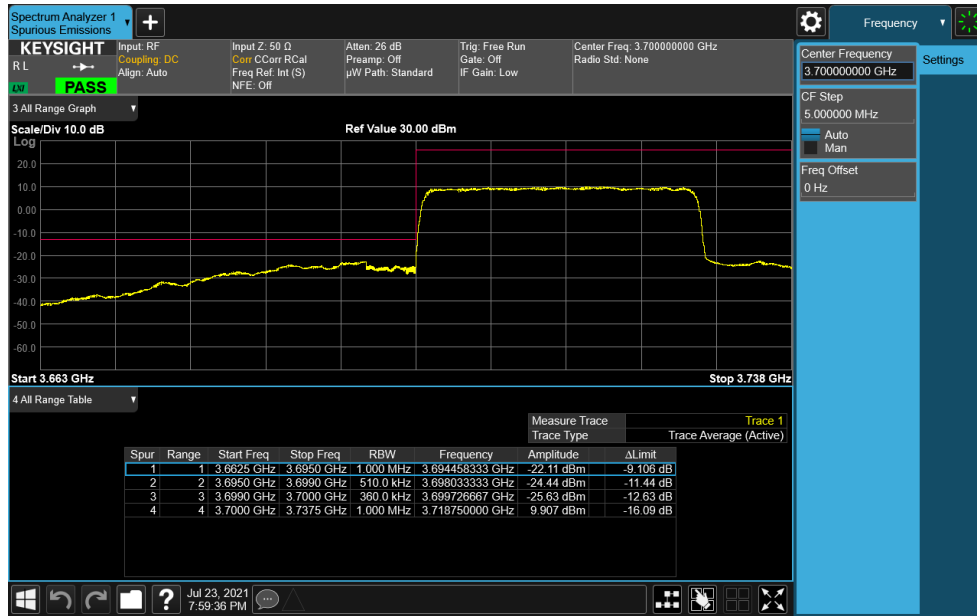 Spectrum Analyzer 1
Spurious Emissions
Frequency
KEYSIGHT
R L
LXI
PASS
Input: RF
Coupling: DC
Align: Auto
Input Z: 50 Ω
Corr CCorr RCal
Freq Ref: Int (S)
NFE: Off
Atten: 26 dB
Preamp: Off
µW Path: Standard
Trig: Free Run
Gate: Off
IF Gain: Low
Center Freq: 3.700000000 GHz
Radio Std: None
Center Frequency
3.700000000 GHz
Settings
CF Step
5.000000 MHz
Auto
Man
Freq Offset
0 Hz
3 All Range Graph
Scale/Div 10.0 dB
Ref Value 30.00 dBm
Log
20.0
10.0
0.00
-10.0
-20.0
-30.0
-40.0
-50.0
-60.0
Start 3.663 GHz
Stop 3.738 GHz
4 All Range Table
Measure Trace Trace 1
Trace Type Trace Average (Active)
Spur Range Start Freq Stop Freq RBW Frequency Amplitude ΔLimit
1 1 3.6625 GHz 3.6950 GHz 1.000 MHz 3.694458333 GHz -22.11 dBm -9.106 dB
2 2 3.6950 GHz 3.6990 GHz 510.0 kHz 3.698033333 GHz -24.44 dBm -11.44 dB
3 3 3.6990 GHz 3.7000 GHz 360.0 kHz 3.699726667 GHz -25.63 dBm -12.63 dB
4 4 3.7000 GHz 3.7375 GHz 1.000 MHz 3.718750000 GHz 9.907 dBm -16.09 dB
Jul 23, 2021
7:59:36 PM